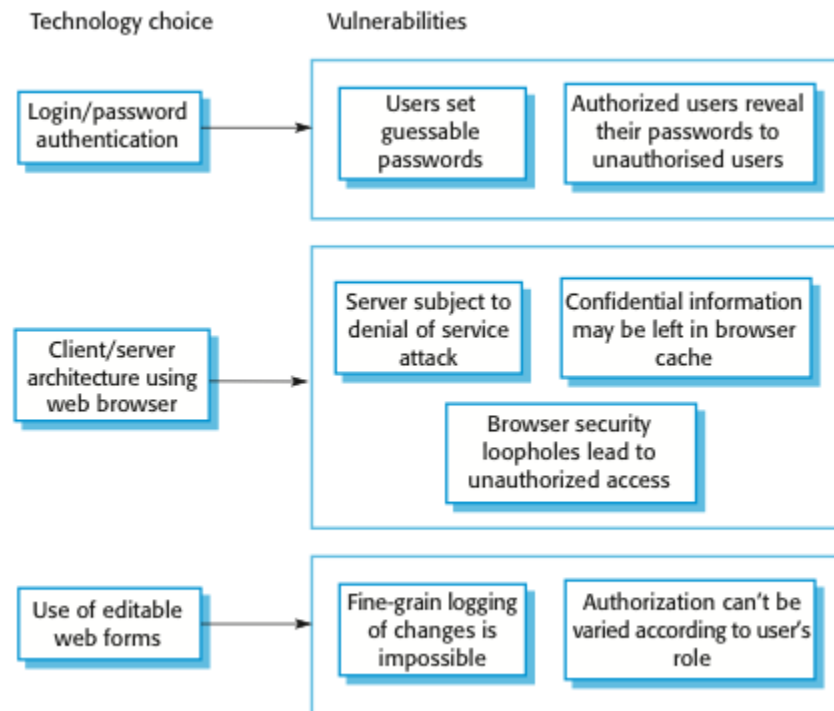 Technology choice
Vulnerabilities
Login/password
authentication
Users set
guessable
passwords
Authorized users reveal
their passwords to
unauthorised users
Client/server
architecture using
web browser
Server subject to
denial of service
attack
Confidential information
may be left in browser
cache
Browser security
loopholes lead to
unauthorized access
Use of editable
web forms
Fine-grain logging
of changes is
impossible
Authorization can't be
varied according to user's
role